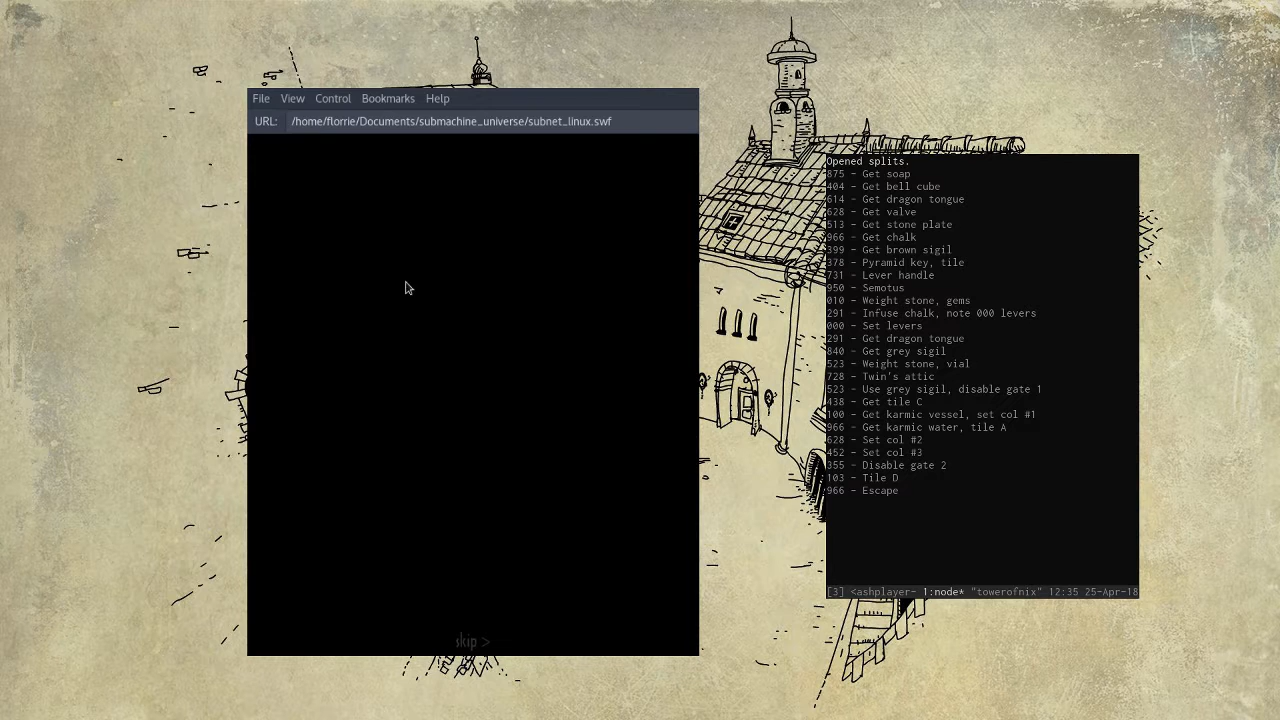 File View Control Bookmarks Help
URL: /home/florrie/Documents/submachine_universe/subnet_linux.swf
skip >
Opened splits.
875 - Get soap
404 - Get bell cube
614 - Get dragon tongue
628 - Get valve
513 - Get stone plate
966 - Get chalk
399 - Get brown sigil
378 - Pyramid key, tile
731 - Lever handle
950 - Semotus
010 - Weight stone, gems
291 - Infuse chalk, note 000 levers
000 - Set levers
291 - Get dragon tongue
840 - Get grey sigil
523 - Weight stone, vial
728 - Twin's attic
523 - Use grey sigil, disable gate 1
438 - Get tile C
100 - Get karmic vessel, set col #1
966 - Get karmic water, tile A
628 - Set col #2
452 - Set col #3
355 - Disable gate 2
103 - Tile D
966 - Escape
[3] <ashplayer- 1:node* "towerofnix" 12:35 25-Apr-18